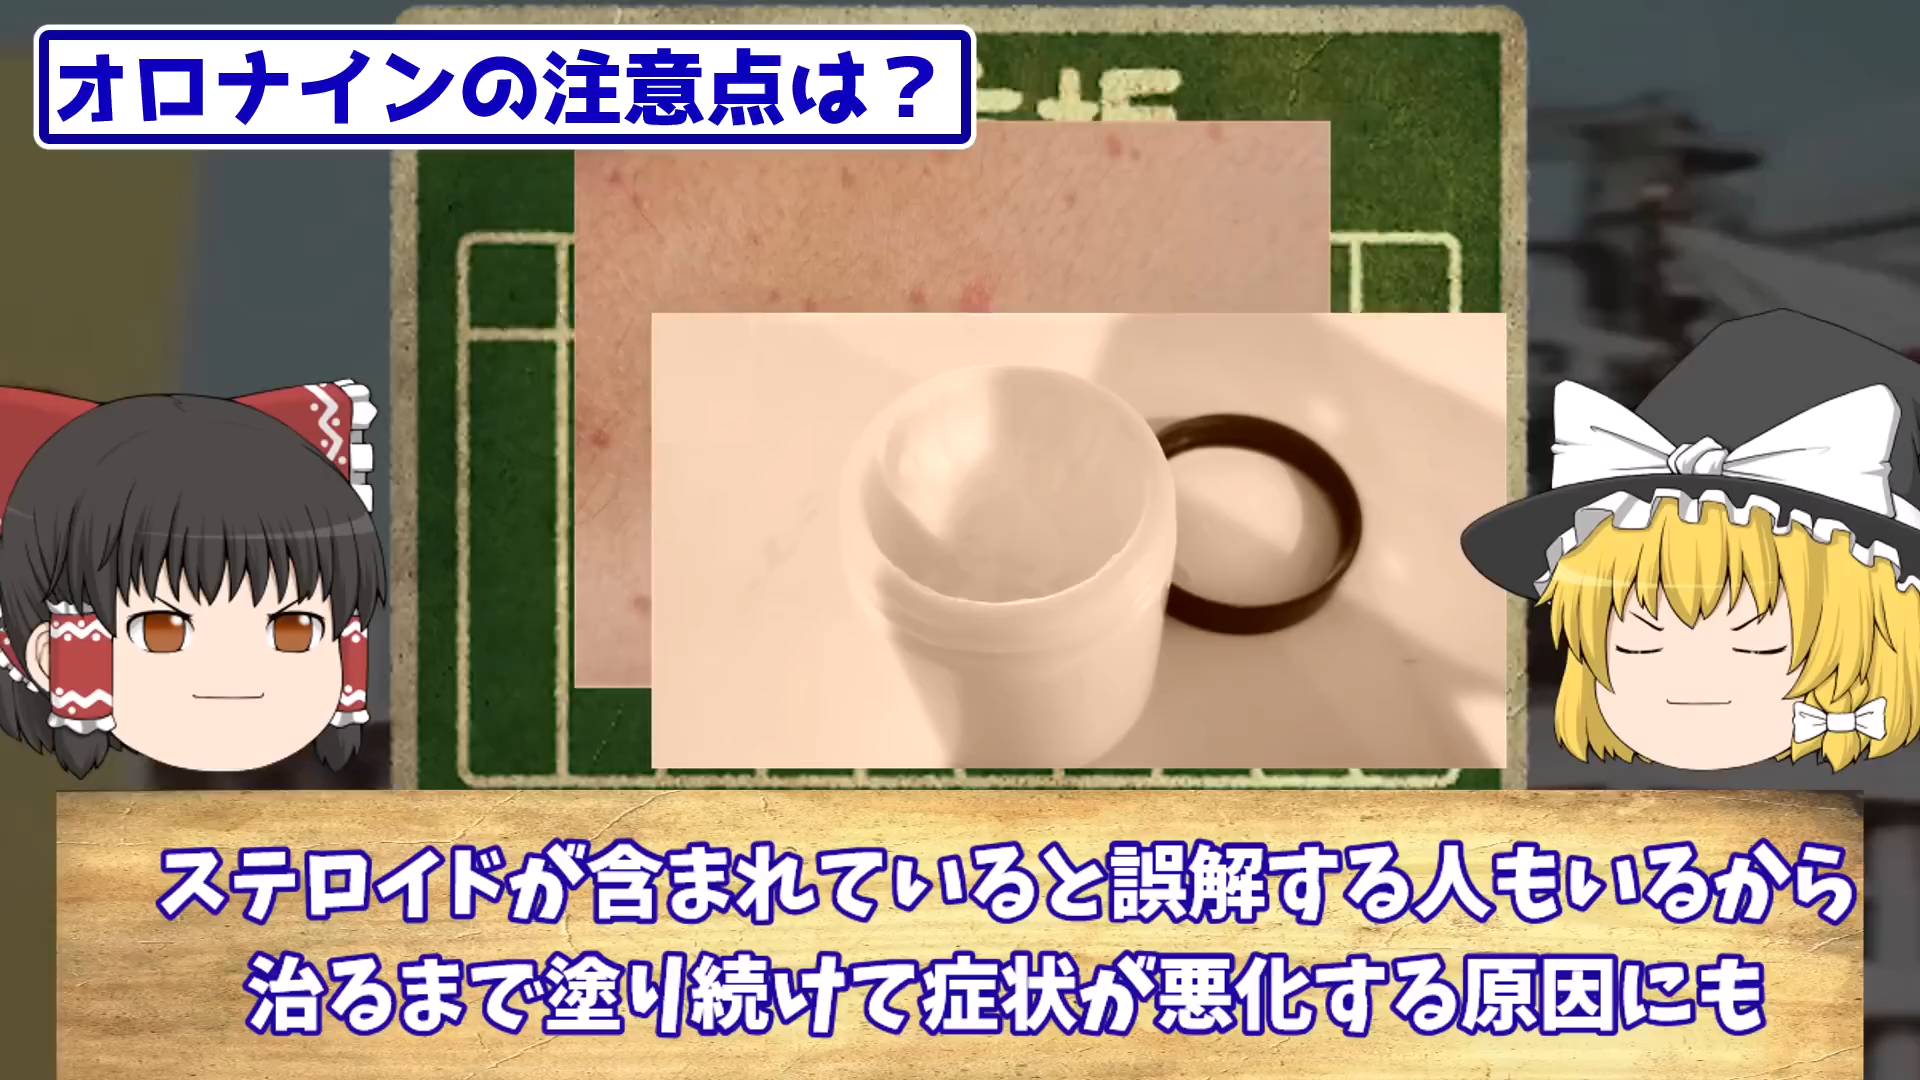 オロナインの注意点は？
ステロイドが含まれていると誤解する人もいるから
治るまで塗り続けて症状が悪化する原因にも